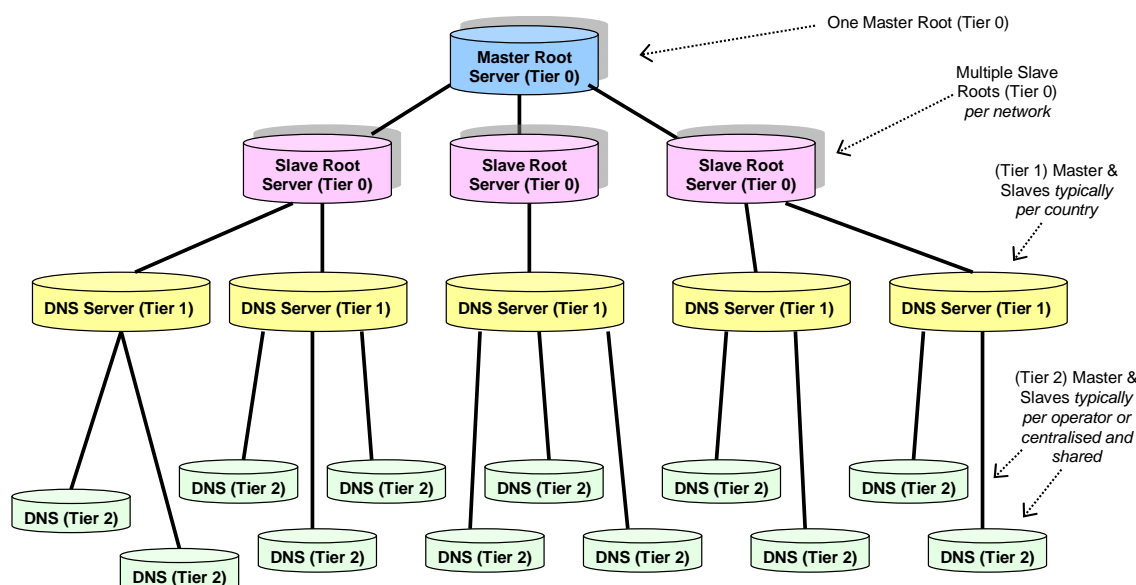 One Master Root (Tier 0)
Master Root
Server (Tier 0)
Multiple Slave
Roots (Tier 0)
per network
Slave Root
Server (Tier 0)
Slave Root
Server (Tier 0)
Slave Root
Server (Tier 0)
(Tier 1) Master &
Slaves typically
per country
DNS Server (Tier 1)
DNS Server (Tier 1)
DNS Server (Tier 1)
DNS Server (Tier 1)
DNS Server (Tier 1)
(Tier 2) Master &
Slaves typically
per operator or
centralised and
shared
DNS (Tier 2)
DNS (Tier 2)
DNS (Tier 2)
DNS (Tier 2)
DNS (Tier 2)
DNS (Tier 2)
DNS (Tier 2)
DNS (Tier 2)
DNS (Tier 2)
DNS (Tier 2)
DNS (Tier 2)
DNS (Tier 2)